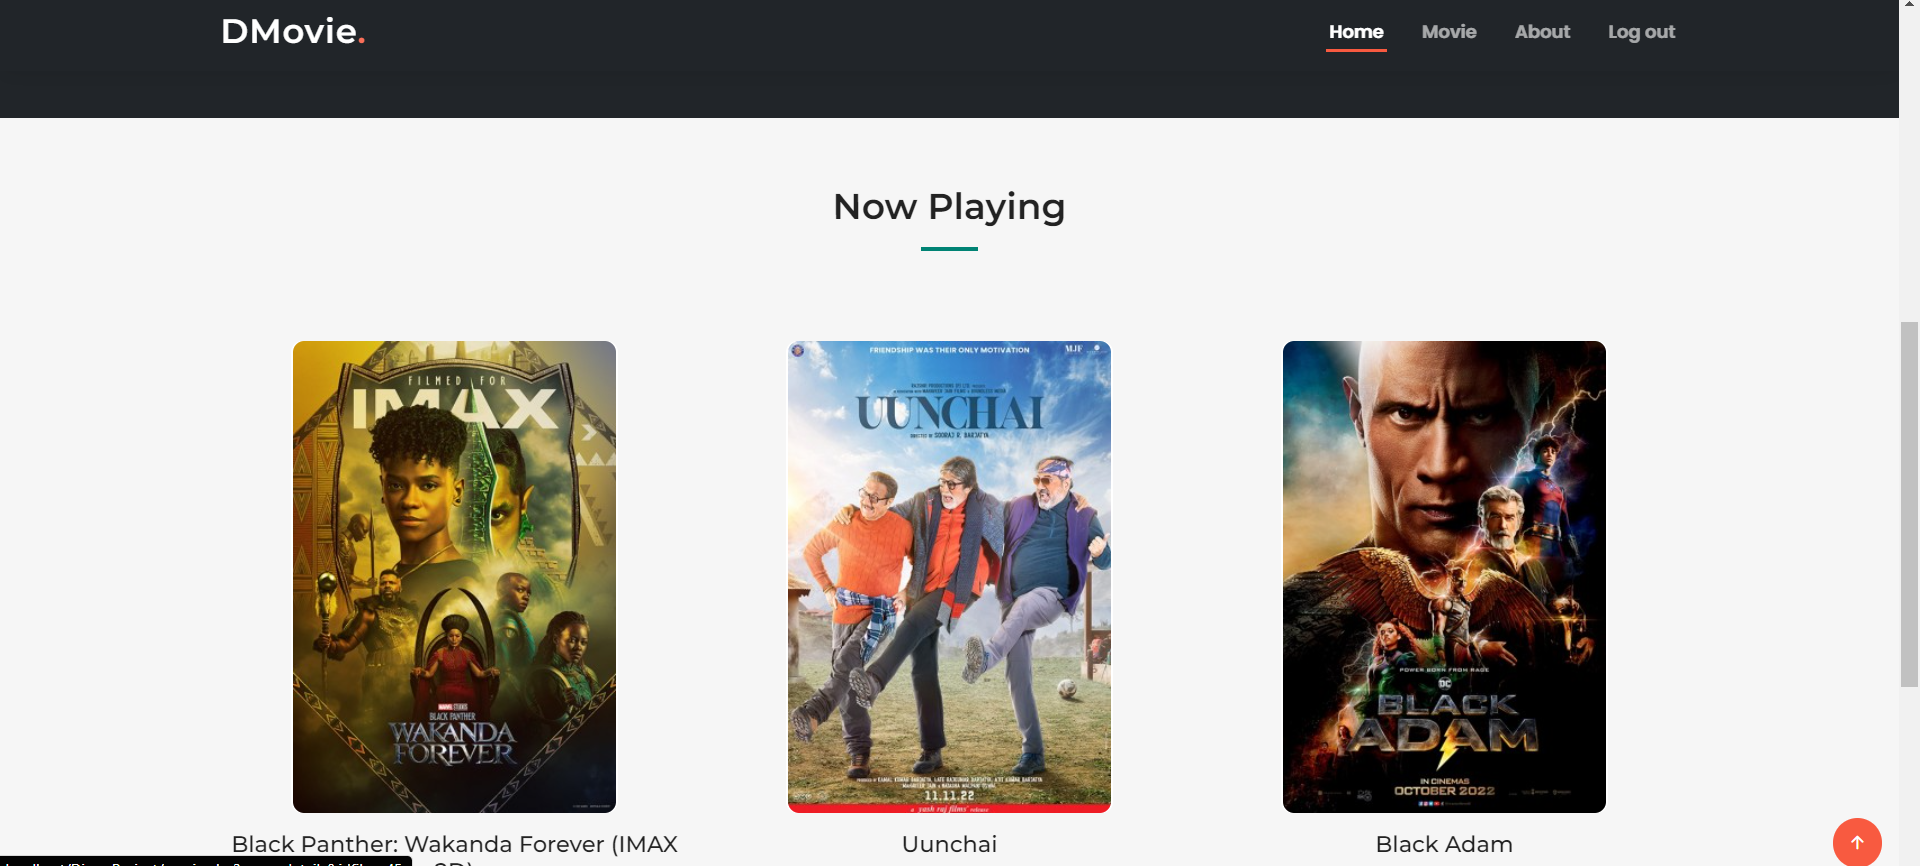 DMovie.
Home Movie About Log out
Now Playing
FILMED FOR
IMAX
MARVEL STUDIOS
BLACK PANTHER
WAKANDA
FOREVER
FRIENDSHIP WAS THEIR ONLY MOTIVATION
MJF
UUNCHAI
DIRECTED BY SOORAJ R. BARJATYA
11.11.22
a yash raj films release
POWER BORN FROM RAGE
DC
BLACK
ADAM
IN CINEMAS
OCTOBER 2022
Black Panther: Wakanda Forever (IMAX
Uunchai
Black Adam